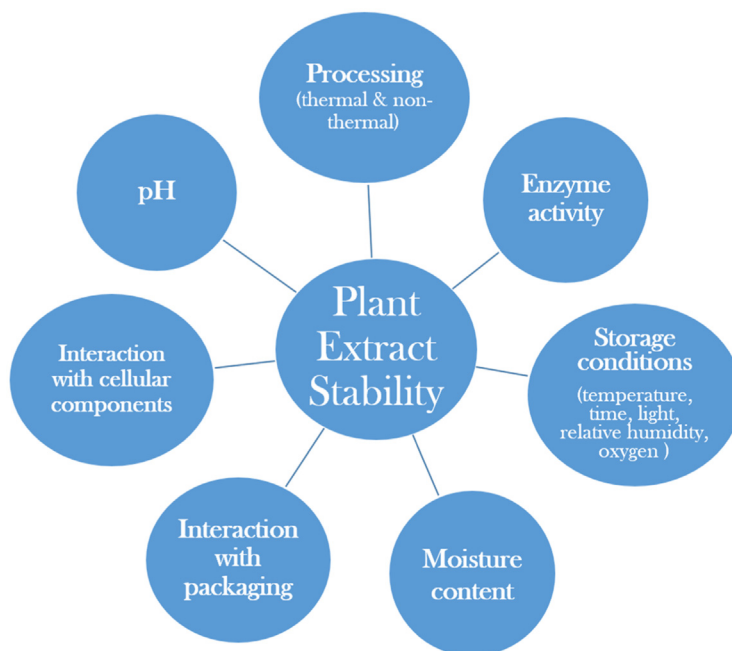 Processing
(thermal & non-
thermal)
Enzyme
activity
Storage
conditions
(temperature,
time, light,
relative humidity,
oxygen )
Moisture
content
Interaction
with
packaging
Interaction
with cellular
components
pH
Plant
Extract
Stability